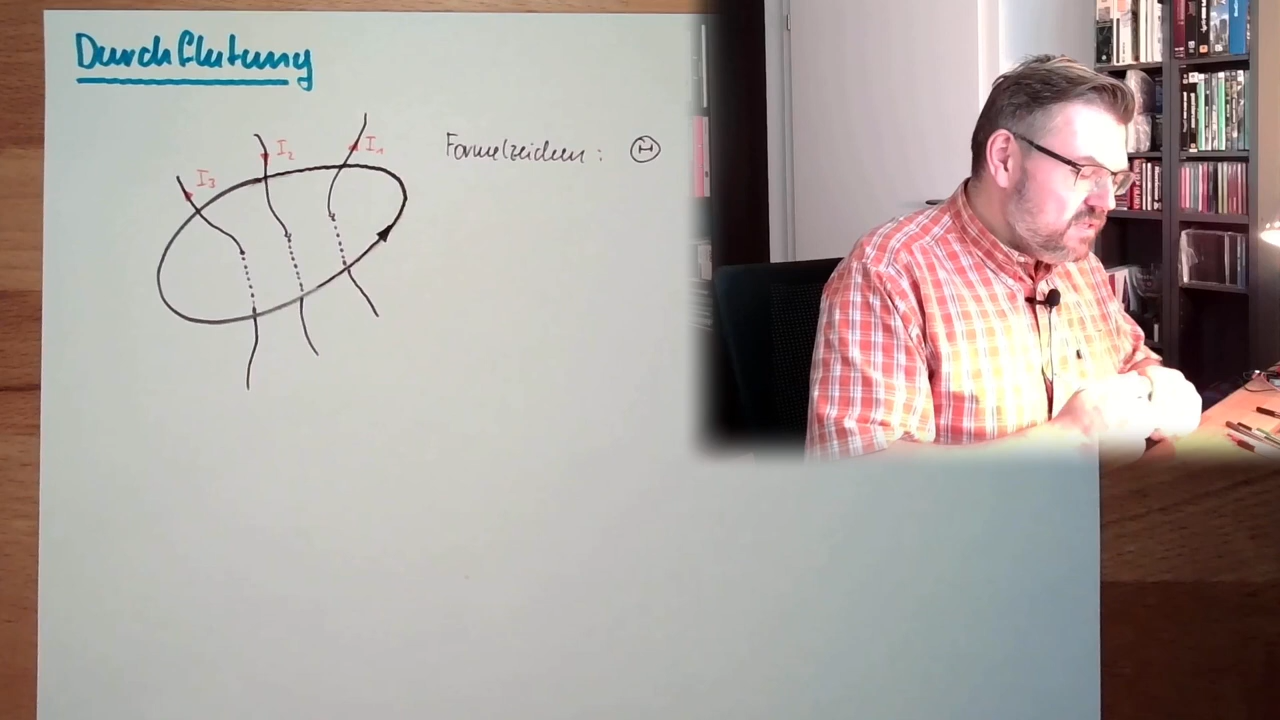 Durchflutung
I₃ I₂ I₁
Formelzeichen: Θ